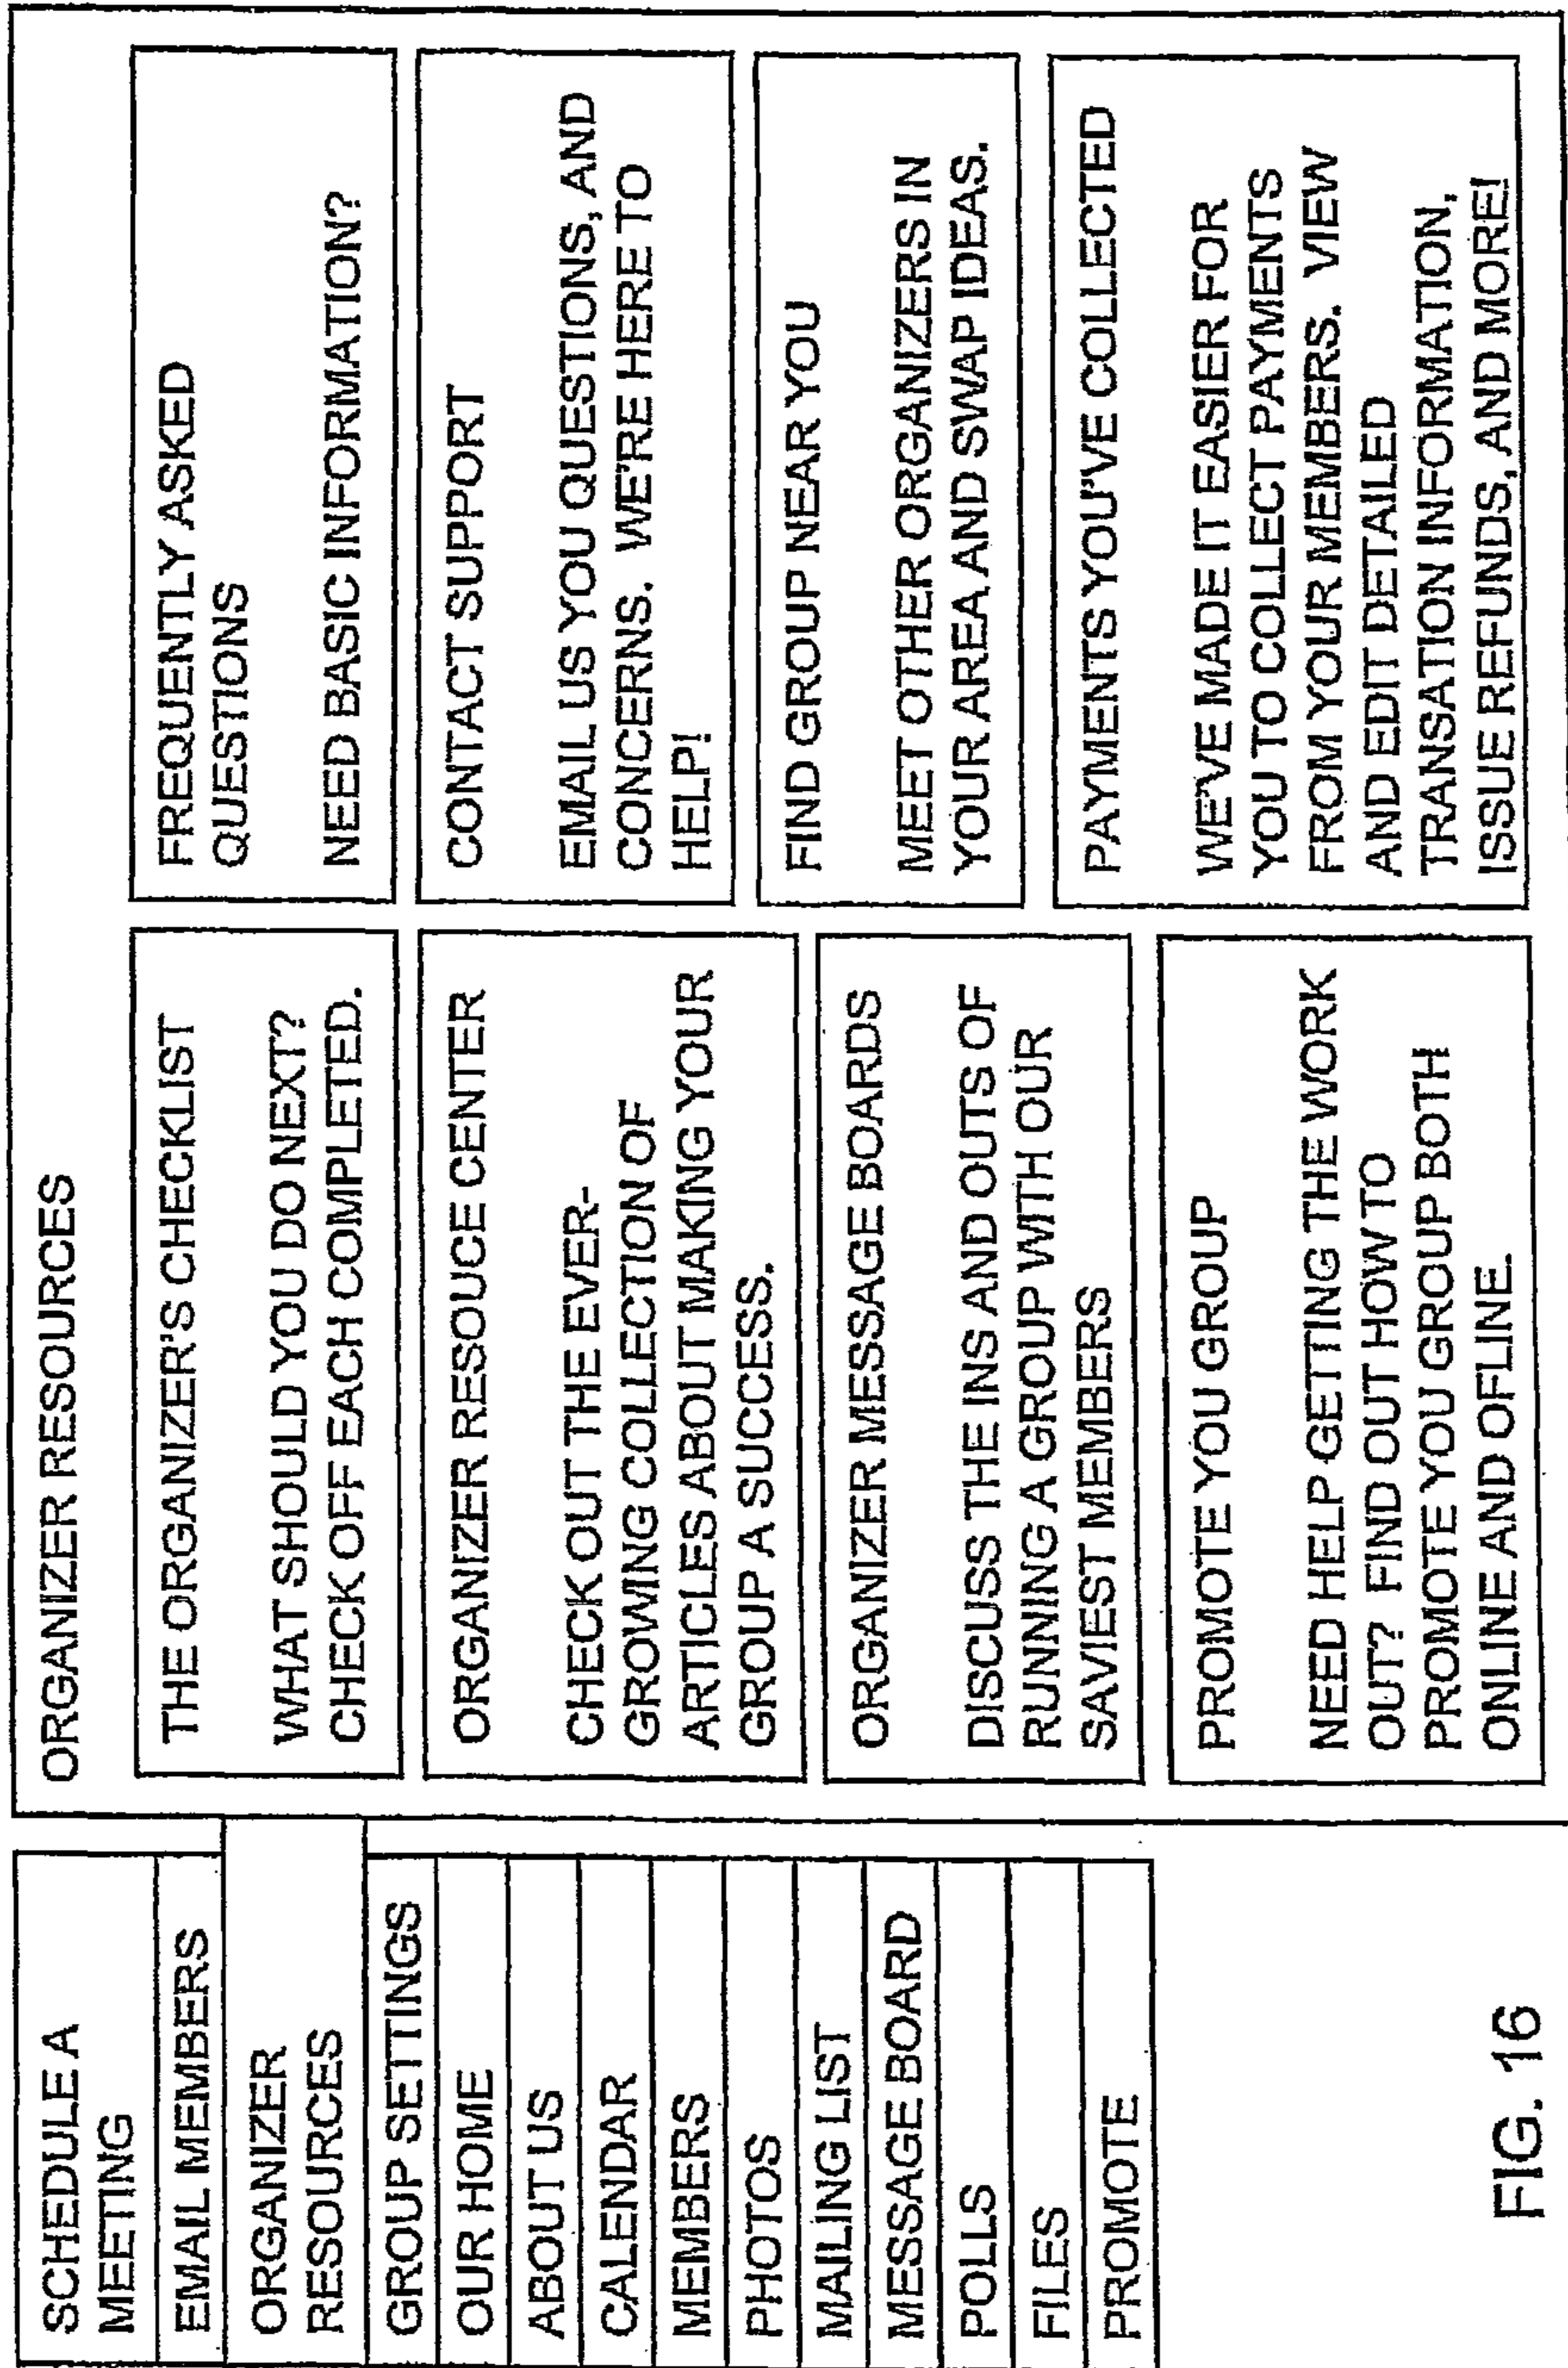 SCHEDULE A
MEETING
EMAIL MEMBERS
ORGANIZER
RESOURCES
GROUP SETTINGS
OUR HOME
ABOUT US
CALENDAR
MEMBERS
PHOTOS
MAILING LIST
MESSAGE BOARD
POLLS
FILES
PROMOTE
ORGANIZER RESOURCES
THE ORGANIZER'S CHECKLIST
WHAT SHOULD YOU DO NEXT?
CHECK OFF EACH COMPLETED.
ORGANIZER RESOUCE CENTER
CHECK OUT THE EVER-
GROWING COLLECTION OF
ARTICLES ABOUT MAKING YOUR
GROUP A SUCCESS.
ORGANIZER MESSAGE BOARDS
DISCUSS THE INS AND OUTS OF
RUNNING A GROUP WITH OUR
SAVIEST MEMBERS
PROMOTE YOU GROUP
NEED HELP GETTING THE WORK
OUT? FIND OUT HOW TO
PROMOTE YOU GROUP BOTH
ONLINE AND OFLINE.
FREQUENTLY ASKED
QUESTIONS
NEED BASIC INFORMATION?
CONTACT SUPPORT
EMAIL US YOU QUESTIONS, AND
CONCERNS. WE'RE HERE TO
HELP!
FIND GROUP NEAR YOU
MEET OTHER ORGANIZERS IN
YOUR AREA AND SWAP IDEAS.
PAYMENTS YOU'VE COLLECTED
WE'VE MADE IT EASIER FOR
YOU TO COLLECT PAYMENTS
FROM YOUR MEMBERS. VIEW
AND EDIT DETAILED
TRANSATION INFORMATION,
ISSUE REFUNDS, AND MORE!
FIG. 16